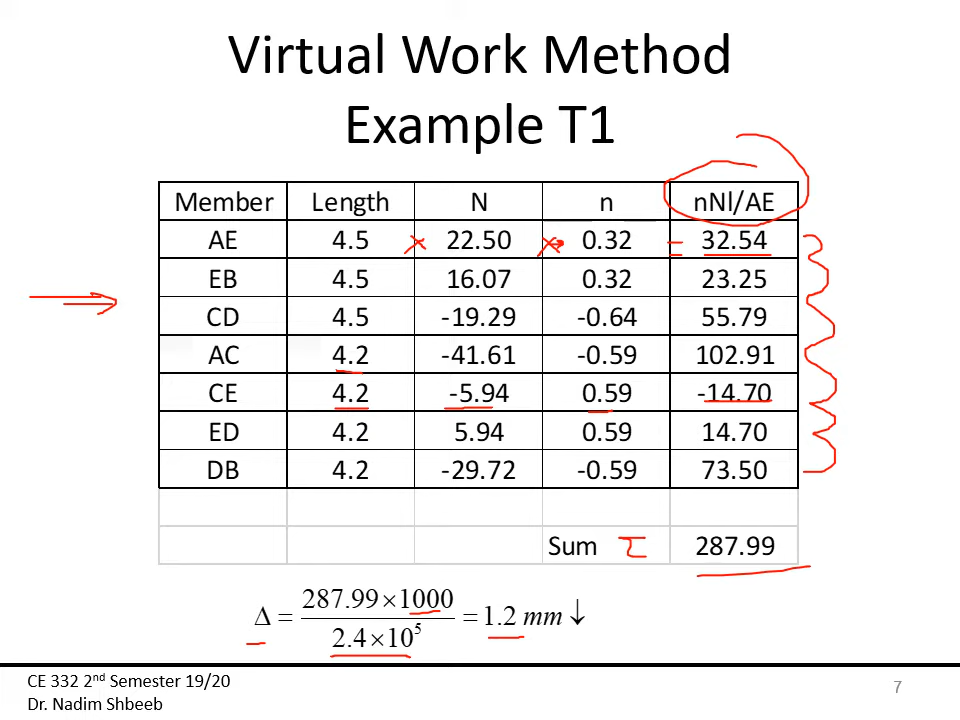 Virtual Work Method
Example T1
Member Length N n nNl/AE
AE 4.5 × 22.50 × 0.32 = 32.54
EB 4.5 16.07 0.32 23.25
CD 4.5 -19.29 -0.64 55.79
AC 4.2 -41.61 -0.59 102.91
CE 4.2 -5.94 0.59 -14.70
ED 4.2 5.94 0.59 14.70
DB 4.2 -29.72 -0.59 73.50
Sum Σ 287.99
Δ = 287.99 × 1000 / 2.4 × 10⁵ = 1.2 mm ↓
CE 332 2nd Semester 19/20
Dr. Nadim Shbeeb
7